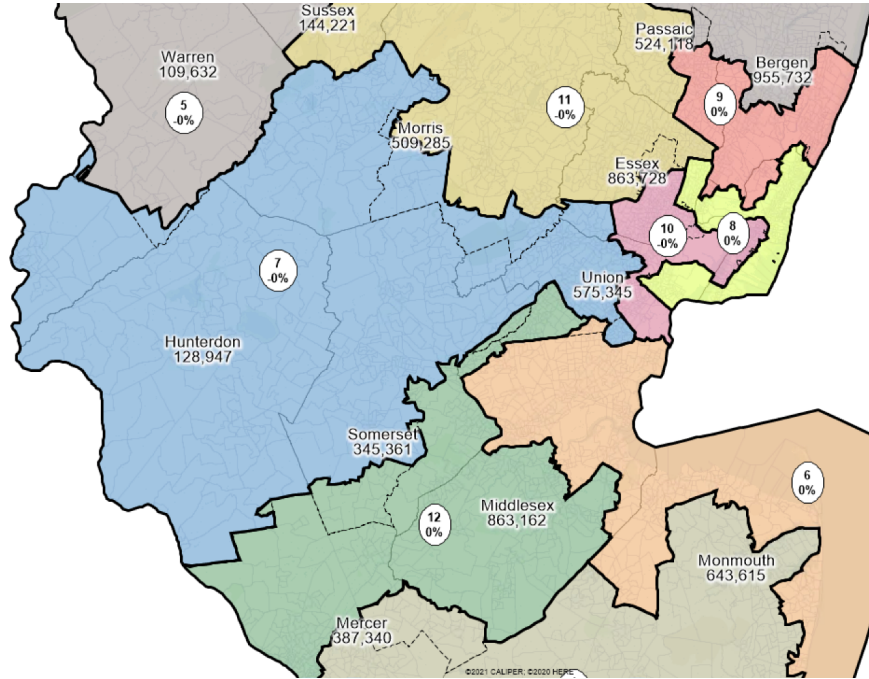 Sussex
144,221
Passaic
524,118
Warren
109,632
Bergen
955,732
5
-0%
11
-0%
9
0%
Morris
509,285
Essex
863,728
10
-0%
8
0%
7
-0%
Union
575,345
Hunterdon
128,947
Somerset
345,361
6
0%
Middlesex
863,162
12
0%
Monmouth
643,615
Mercer
387,340
©2021 CALIPER; ©2020 HERE